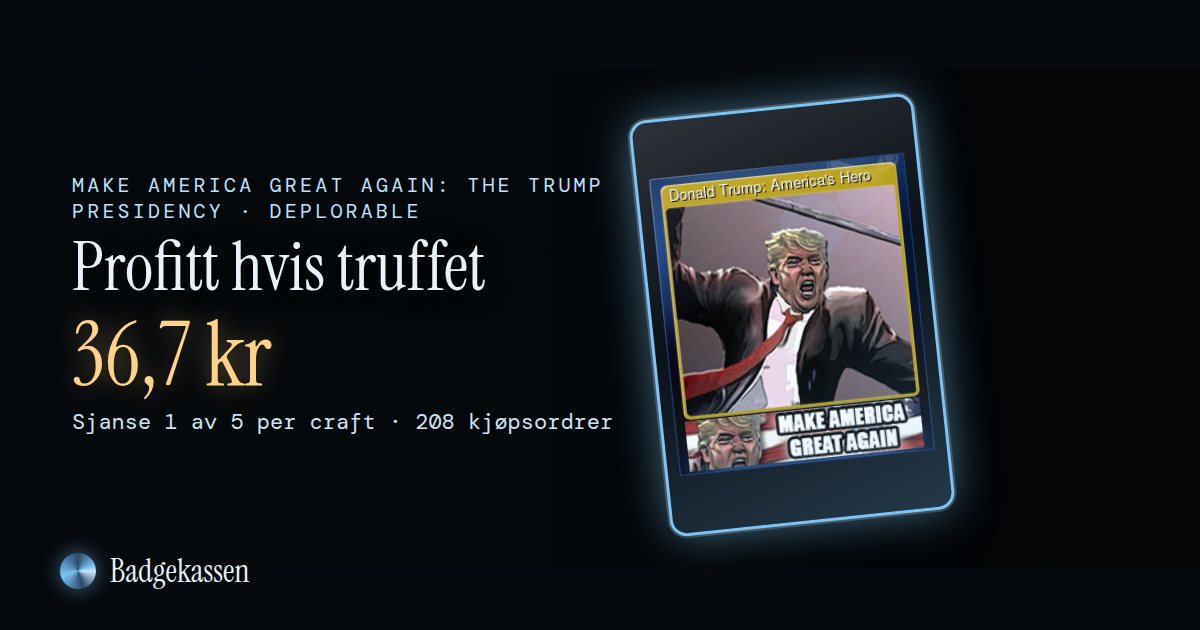 MAKE AMERICA GREAT AGAIN: THE TRUMP
PRESIDENCY · DEPLORABLE
Profitt hvis truffet
36,7 kr
Sjanse 1 av 5 per craft · 208 kjøpsordrer
Donald Trump: America's Hero
MAKE AMERICA
GREAT AGAIN
Badgekassen